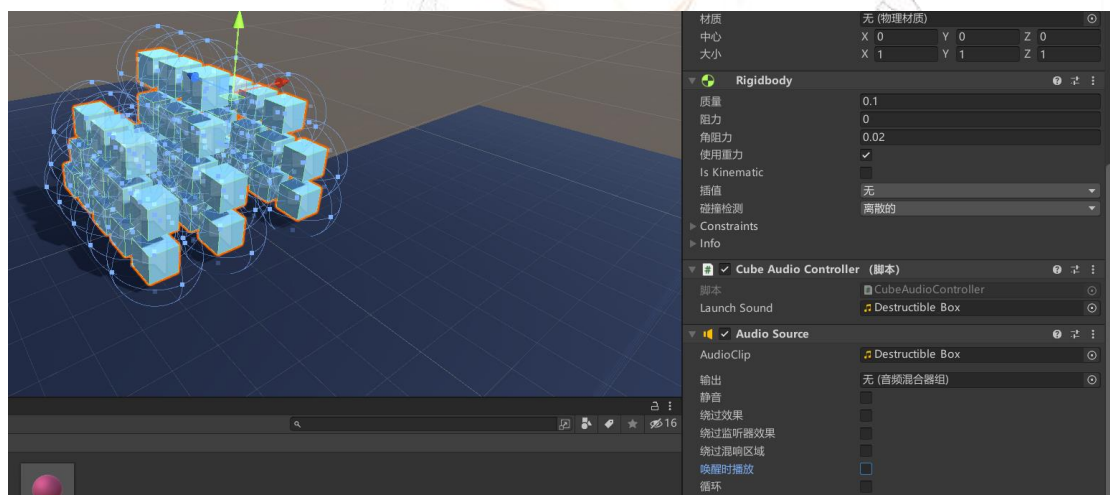 材质 无 (物理材质)
中心 X 0 Y 0 Z 0
大小 X 1 Y 1 Z 1
Rigidbody
质量 0.1
阻力 0
角阻力 0.02
使用重力
Is Kinematic
插值 无
碰撞检测 离散的
Constraints
Info
Cube Audio Controller （脚本）
脚本 CubeAudioController
Launch Sound Destructible Box
Audio Source
AudioClip Destructible Box
输出 无 (音频混合器组)
静音
绕过效果
绕过监听器效果
绕过混响区域
唤醒时播放
循环
16